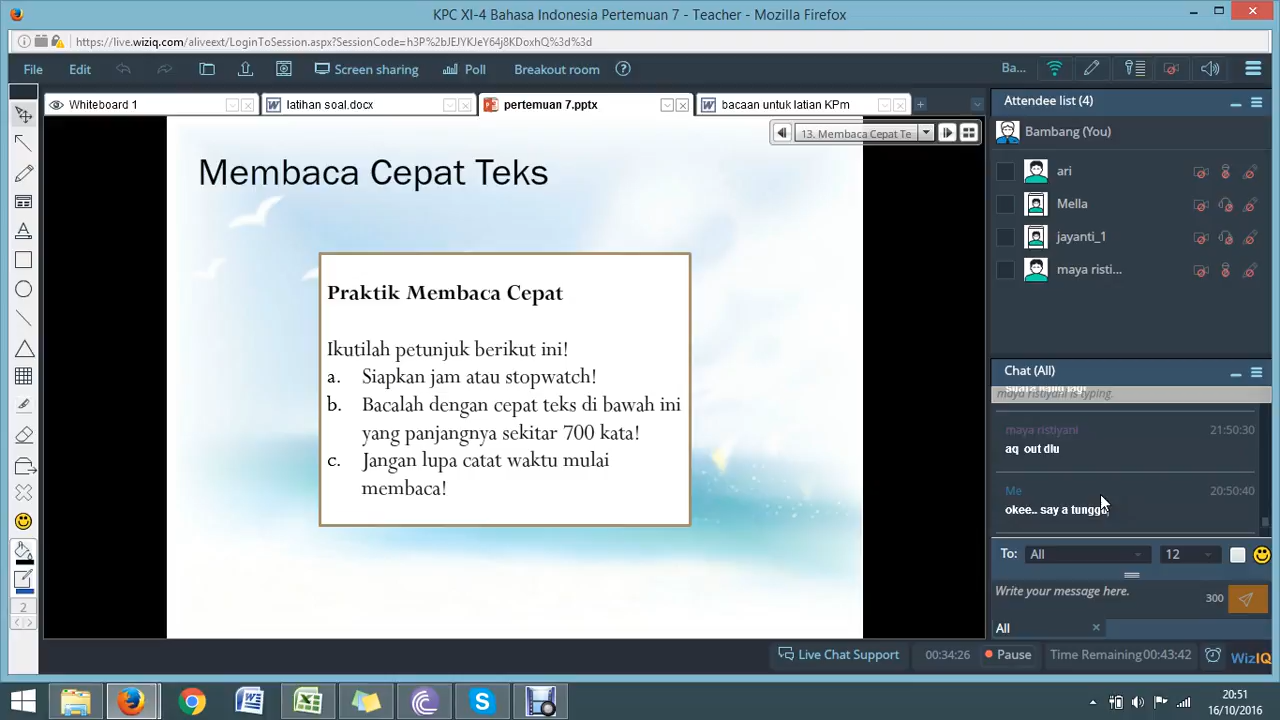 KPC XI-4 Bahasa Indonesia Pertemuan 7 - Teacher - Mozilla Firefox
https://live.wiziq.com/aliveext/LoginToSession.aspx?SessionCode=h3P%2bJEJYKJeY64j8KDoxhQ%3d%3d
File Edit Screen sharing Poll Breakout room ? Ba...
Whiteboard 1 latihan soal.docx pertemuan 7.pptx bacaan untuk latian KPm
13. Membaca Cepat Te
Membaca Cepat Teks
Praktik Membaca Cepat
Ikutilah petunjuk berikut ini!
a. Siapkan jam atau stopwatch!
b. Bacalah dengan cepat teks di bawah ini
yang panjangnya sekitar 700 kata!
c. Jangan lupa catat waktu mulai
membaca!
2
Attendee list (4)
Bambang (You)
ari
Mella
jayanti_1
maya risti...
Chat (All)
maya ristiyani is typing.
maya ristiyani 21:50:30
aq out dlu
Me 20:50:40
okee.. say a tungga
To: All 12
Write your message here. 300
All
Live Chat Support 00:34:26 Pause Time Remaining 00:43:42 WizIQ
20:51
16/10/2016